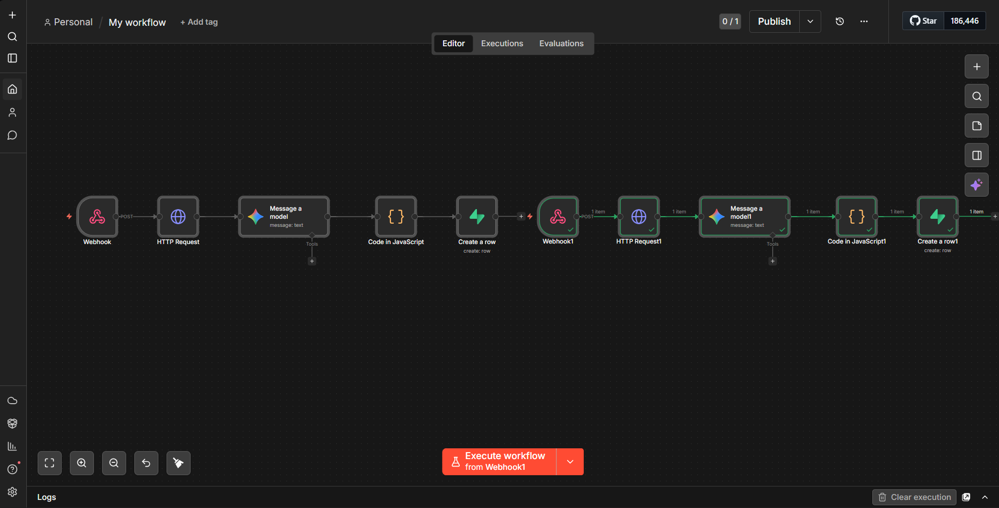 Personal / My workflow + Add tag
0 / 1
Publish
Star 186,446
Editor Executions Evaluations
POST
Webhook
HTTP Request
Message a
model
message: text
Tools
Code in JavaScript
Create a row
create: row
POST
1 item
Webhook1
1 item
HTTP Request1
Message a
model1
message: text
Tools
1 item
Code in JavaScript1
1 item
Create a row1
create: row
1 item
Execute workflow
from Webhook1
Logs
Clear execution